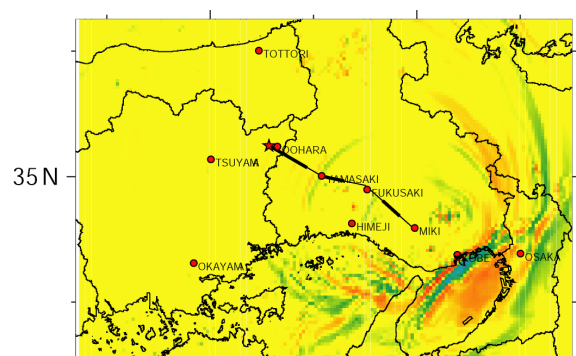 TOTTORI
OOHARA
TSUYAMA
YAMASAKI
35 N
FUKUSAKI
HIMEJI
MIKI
KOBE
OSAKA
OKAYAMA